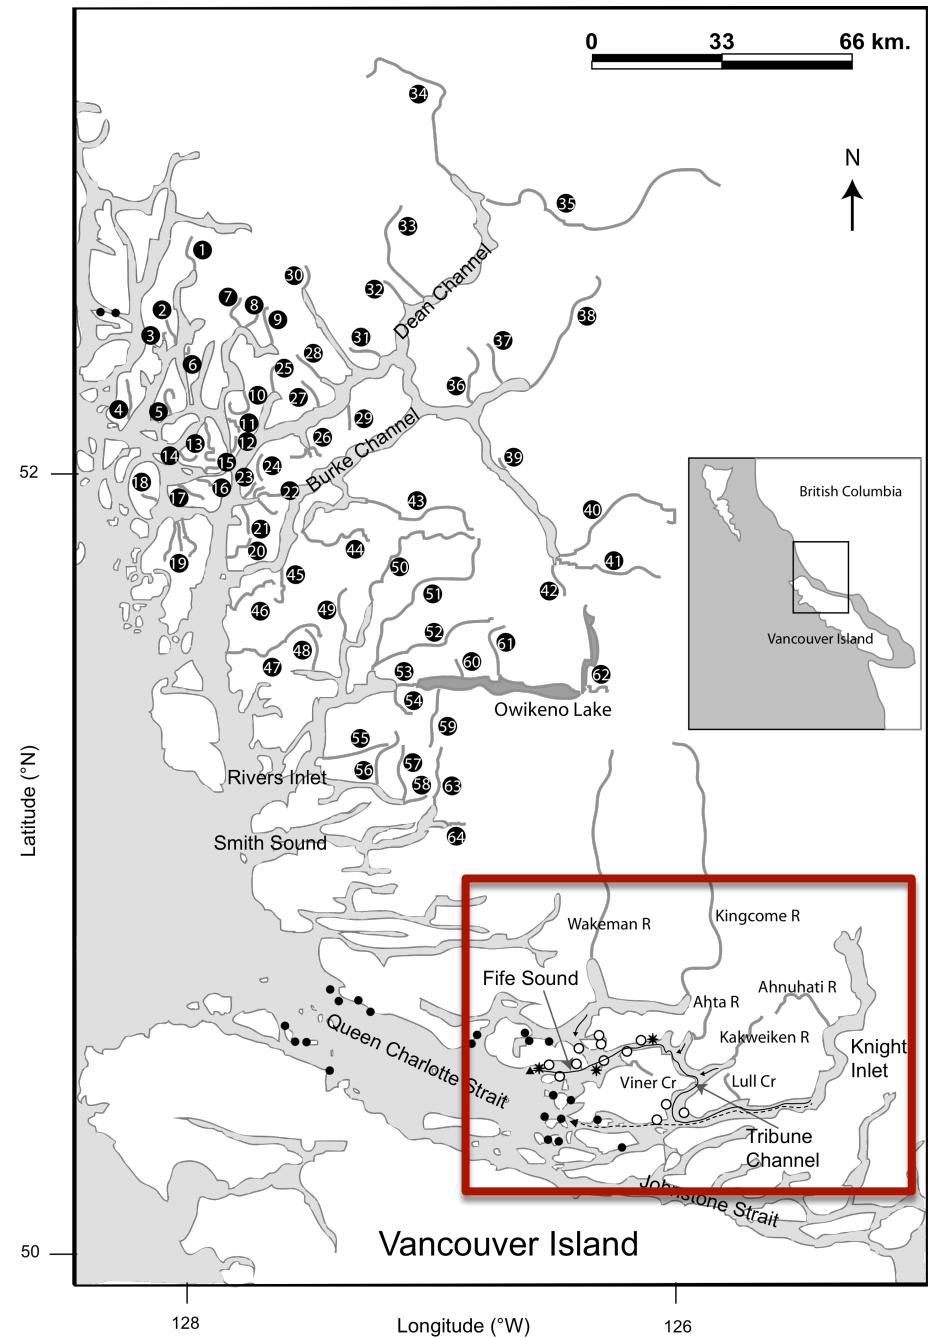 0 33 66 km.
N
34
35
33
1
30
32
7
8
9
2
3
Dean Channel
38
31
37
28
6
25
36
10
27
4
5
29
11
26
12
13
Burke Channel
14
15
24
39
52
23
18
16
22
17
43
40
21
20
44
19
50
41
45
42
51
46
49
52
61
48
60
47
53
62
54
Owikeno Lake
59
55
57
56
58
63
Rivers Inlet
64
Smith Sound
British Columbia
Vancouver Island
Latitude (°N)
Wakeman R
Kingcome R
Fife Sound
Ahnuhati R
Ahta R
Queen Charlotte Strait
Kakweiken R
Knight
Inlet
Viner Cr
Lull Cr
Tribune
Channel
Johnstone Strait
Vancouver Island
50
128
126
Longitude (°W)